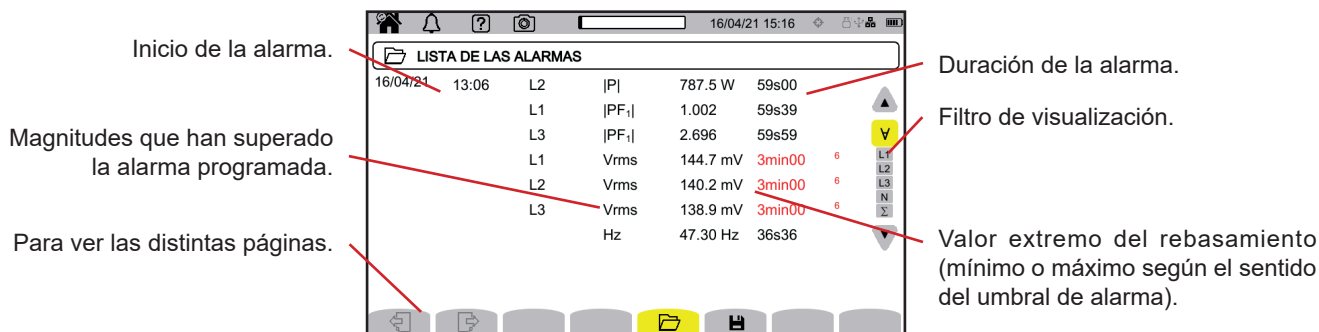 16/04/21 15:16
LISTA DE LAS ALARMAS
Inicio de la alarma.
Magnitudes que han superado
la alarma programada.
Para ver las distintas páginas.
16/04/21 13:06 L2 |P| 787.5 W 59s00
L1 |PF1| 1.002 59s39
L3 |PF1| 2.696 59s59
L1 Vrms 144.7 mV 3min00 6
L2 Vrms 140.2 mV 3min00 6
L3 Vrms 138.9 mV 3min00 6
Hz 47.30 Hz 36s36
∀
L1
L2
L3
N
Σ
Duración de la alarma.
Filtro de visualización.
Valor extremo del rebasamiento
(mínimo o máximo según el sentido
del umbral de alarma).